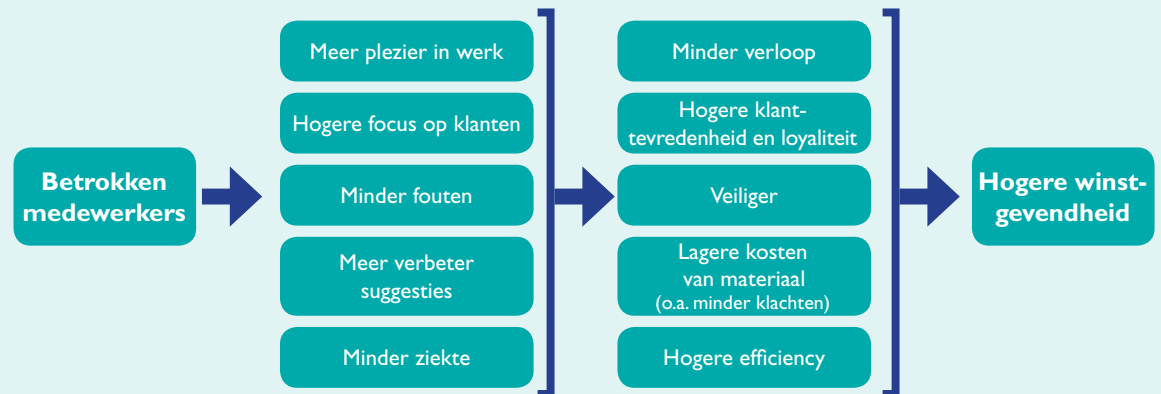 Betrokken
medewerkers
Meer plezier in werk
Hogere focus op klanten
Minder fouten
Meer verbeter
suggesties
Minder ziekte
Minder verloop
Hogere klant-
tevredenheid en loyaliteit
Veiliger
Lagere kosten
van materiaal
(o.a. minder klachten)
Hogere efficiency
Hogere winst-
gevendheid